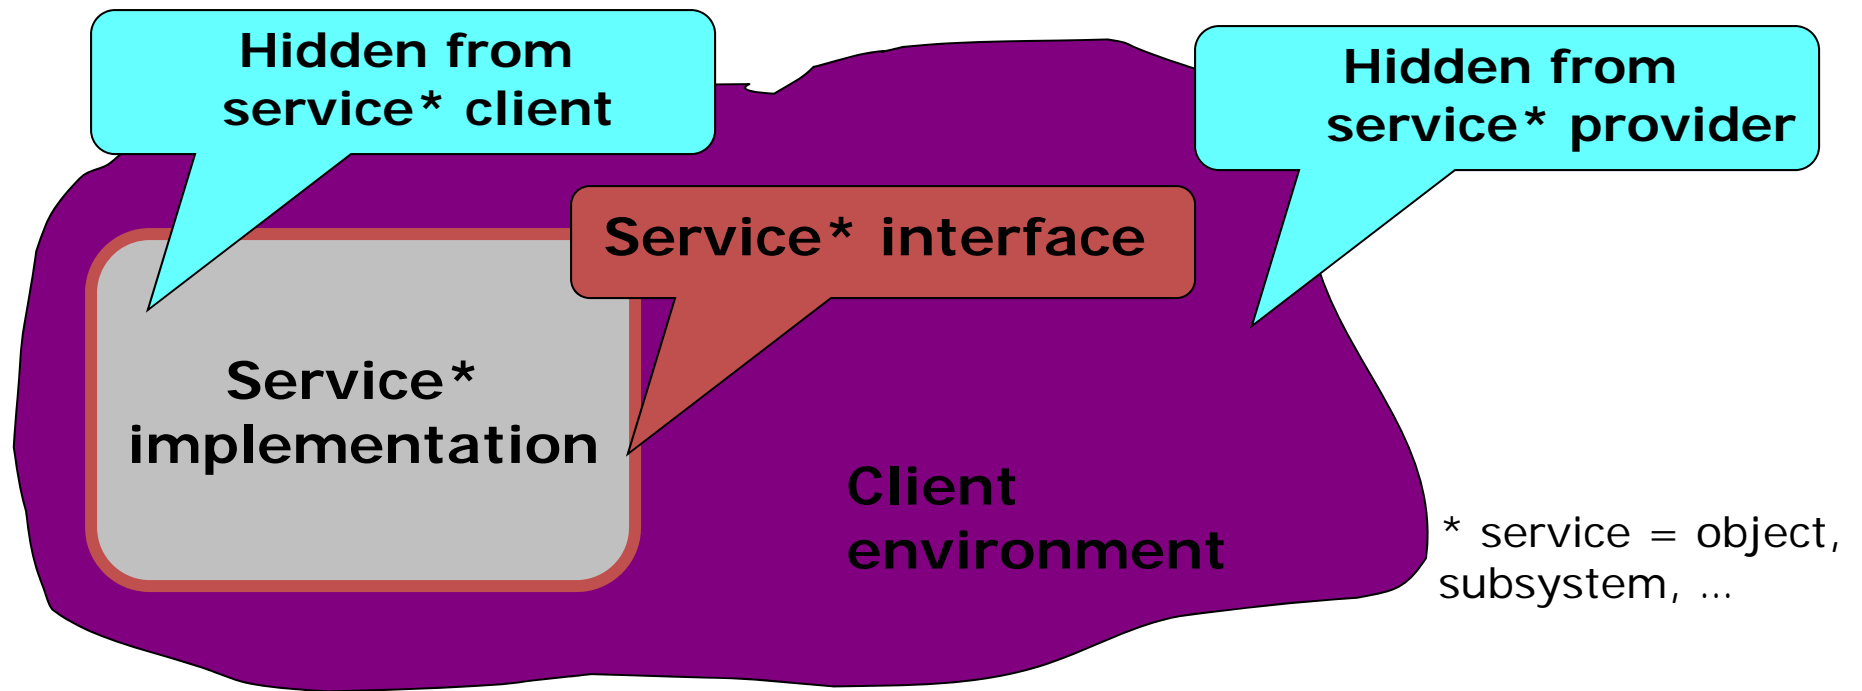 Hidden from
service* client
Hidden from
service* provider
Service* interface
Service*
implementation
Client
environment
* service = object,
subsystem, ...